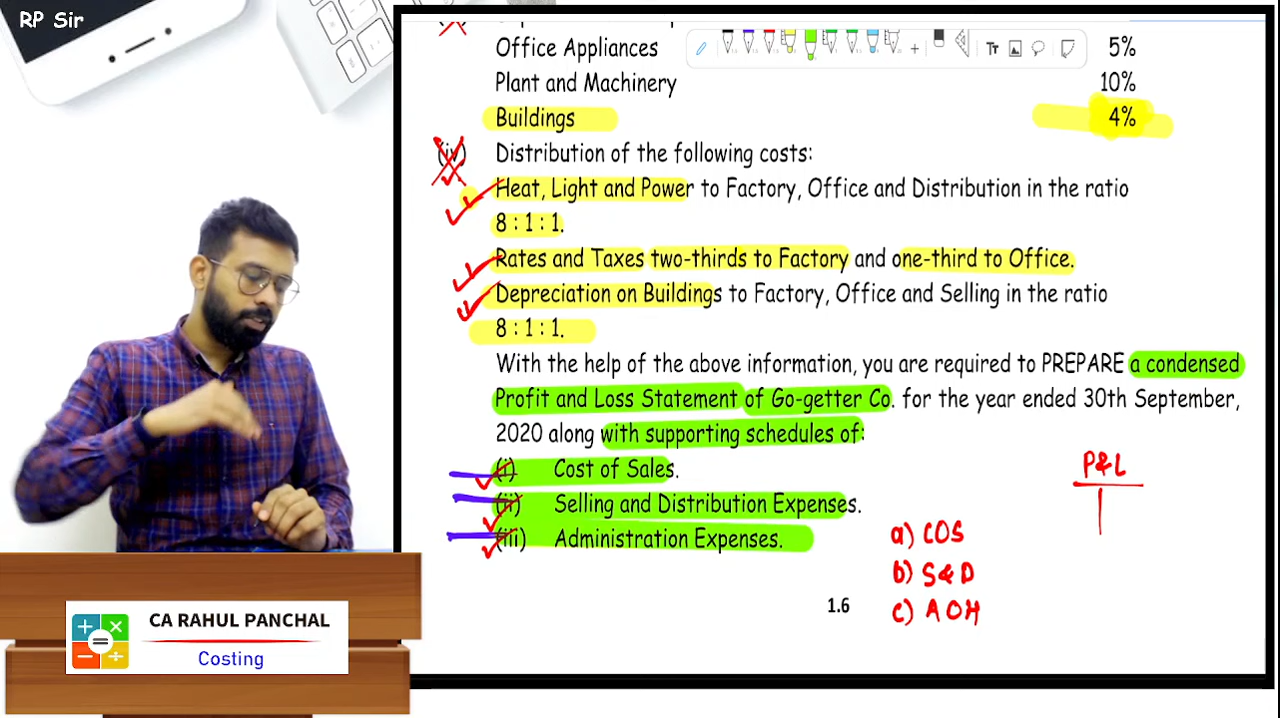 RP Sir
Office Appliances 5%
Plant and Machinery 10%
Buildings 4%
(iv) Distribution of the following costs:
Heat, Light and Power to Factory, Office and Distribution in the ratio
8 : 1 : 1.
Rates and Taxes two-thirds to Factory and one-third to Office.
Depreciation on Buildings to Factory, Office and Selling in the ratio
8 : 1 : 1.
With the help of the above information, you are required to PREPARE a condensed
Profit and Loss Statement of Go-getter Co. for the year ended 30th September,
2020 along with supporting schedules of:
(i) Cost of Sales.
(ii) Selling and Distribution Expenses.
(iii) Administration Expenses.
P&L
a) COS
b) S&D
c) AOH
1.6
Tт
CA RAHUL PANCHAL
Costing